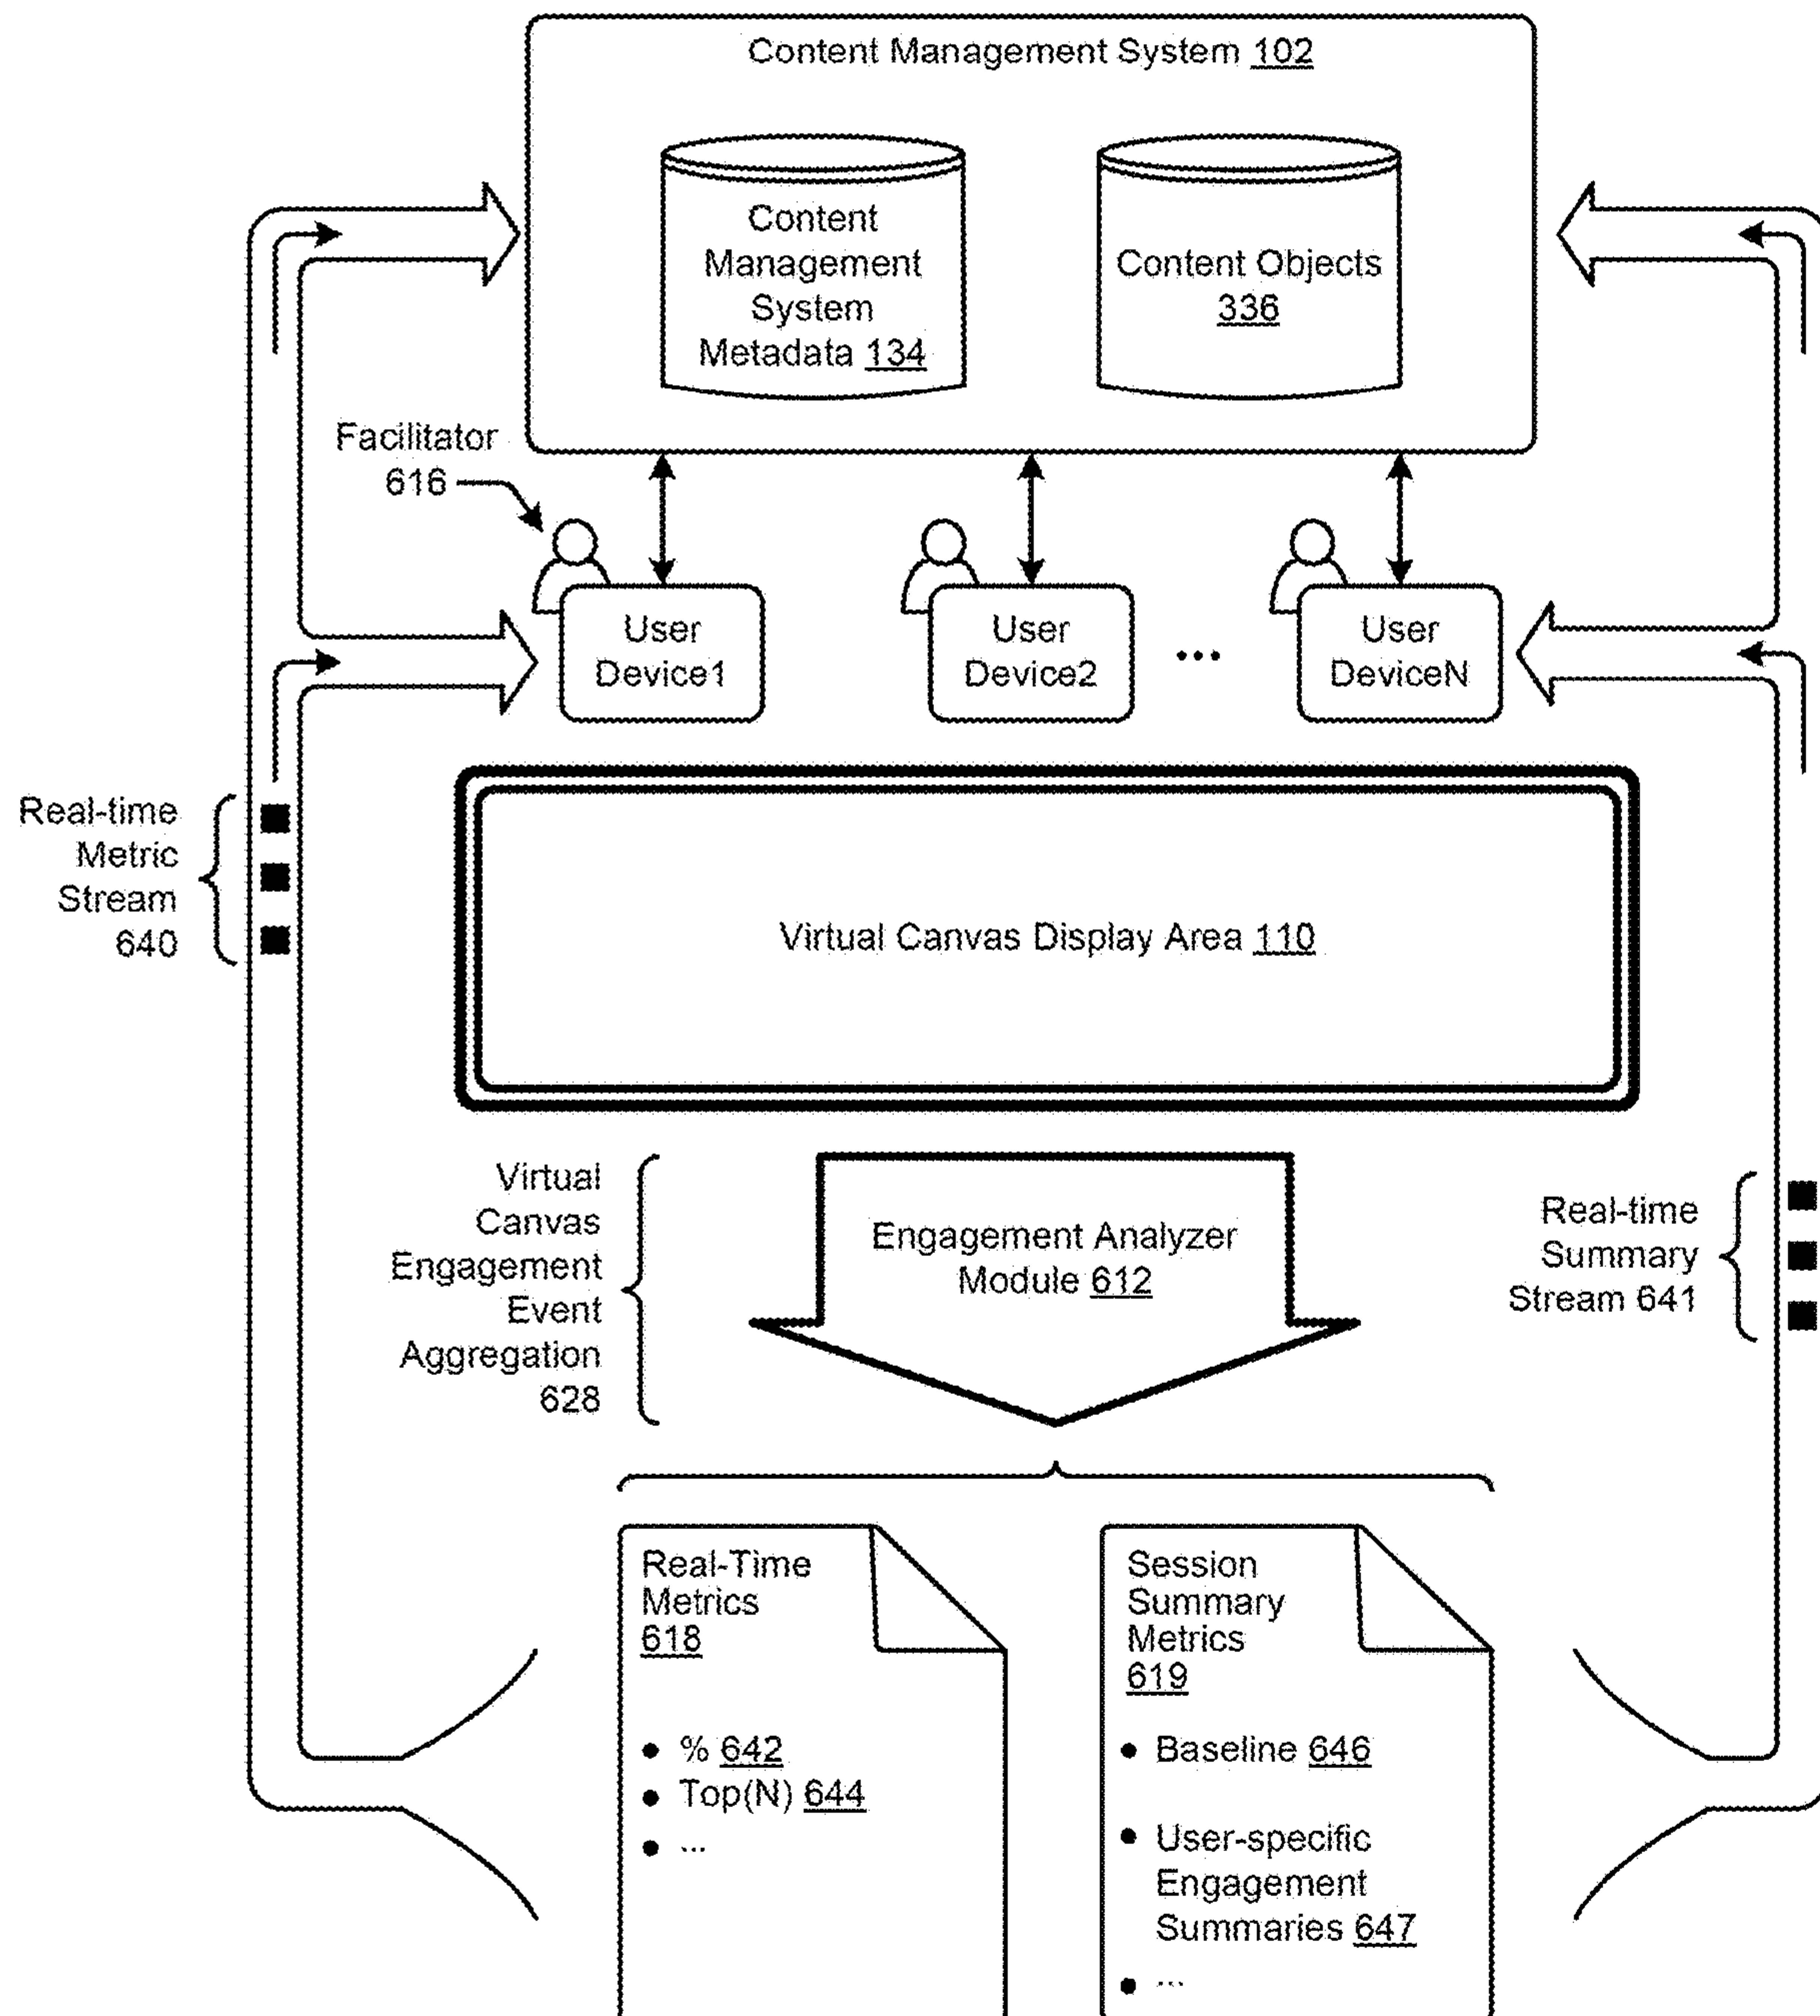 Content Management System 102
Content
Management
System
Metadata 134
Content Objects
336
Facilitator
616
User
Device1
User
Device2
...
User
DeviceN
Real-time
Metric
Stream
640
Virtual Canvas Display Area 110
Virtual
Canvas
Engagement
Event
Aggregation
628
Engagement Analyzer
Module 612
Real-time
Summary
Stream 641
Real-Time
Metrics
618
• % 642
• Top(N) 644
• ...
Session
Summary
Metrics
619
• Baseline 646
• User-specific
Engagement
Summaries 647
• ...